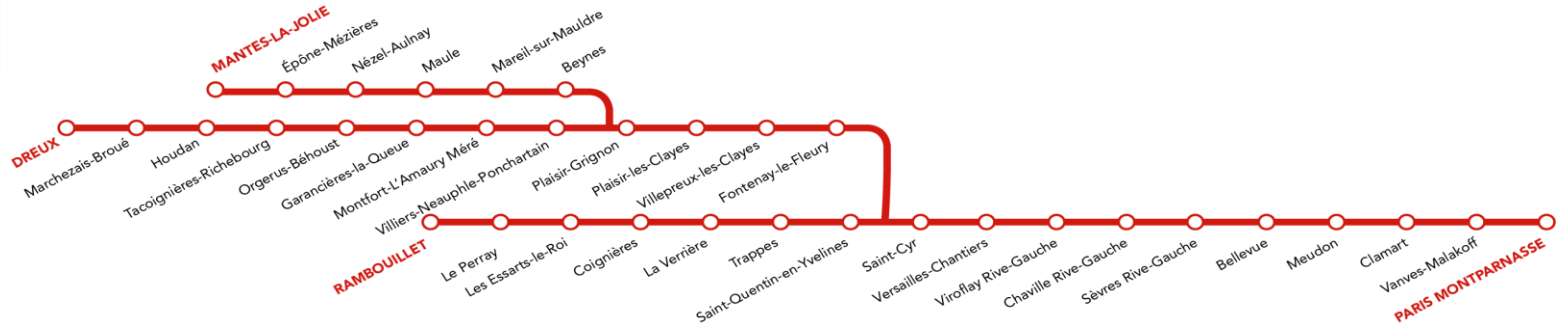 MANTES-LA-JOLIE
Épône-Mézières
Nézel-Aulnay
Maule
Mareil-sur-Mauldre
Beynes
DREUX
Marchezais-Broué
Houdan
Tacoignières-Richebourg
Orgerus-Béhoust
Garancières-la-Queue
Montfort-L'Amaury Méré
Villiers-Neauphle-Ponchartain
Plaisir-Grignon
Plaisir-les-Clayes
Villepreux-les-Clayes
Fontenay-le-Fleury
RAMBOUILLET
Le Perray
Les Essarts-le-Roi
Coignières
La Verrière
Trappes
Saint-Quentin-en-Yvelines
Saint-Cyr
Versailles-Chantiers
Viroflay Rive-Gauche
Chaville Rive-Gauche
Sèvres Rive-Gauche
Bellevue
Meudon
Clamart
Vanves-Malakoff
PARIS MONTPARNASSE